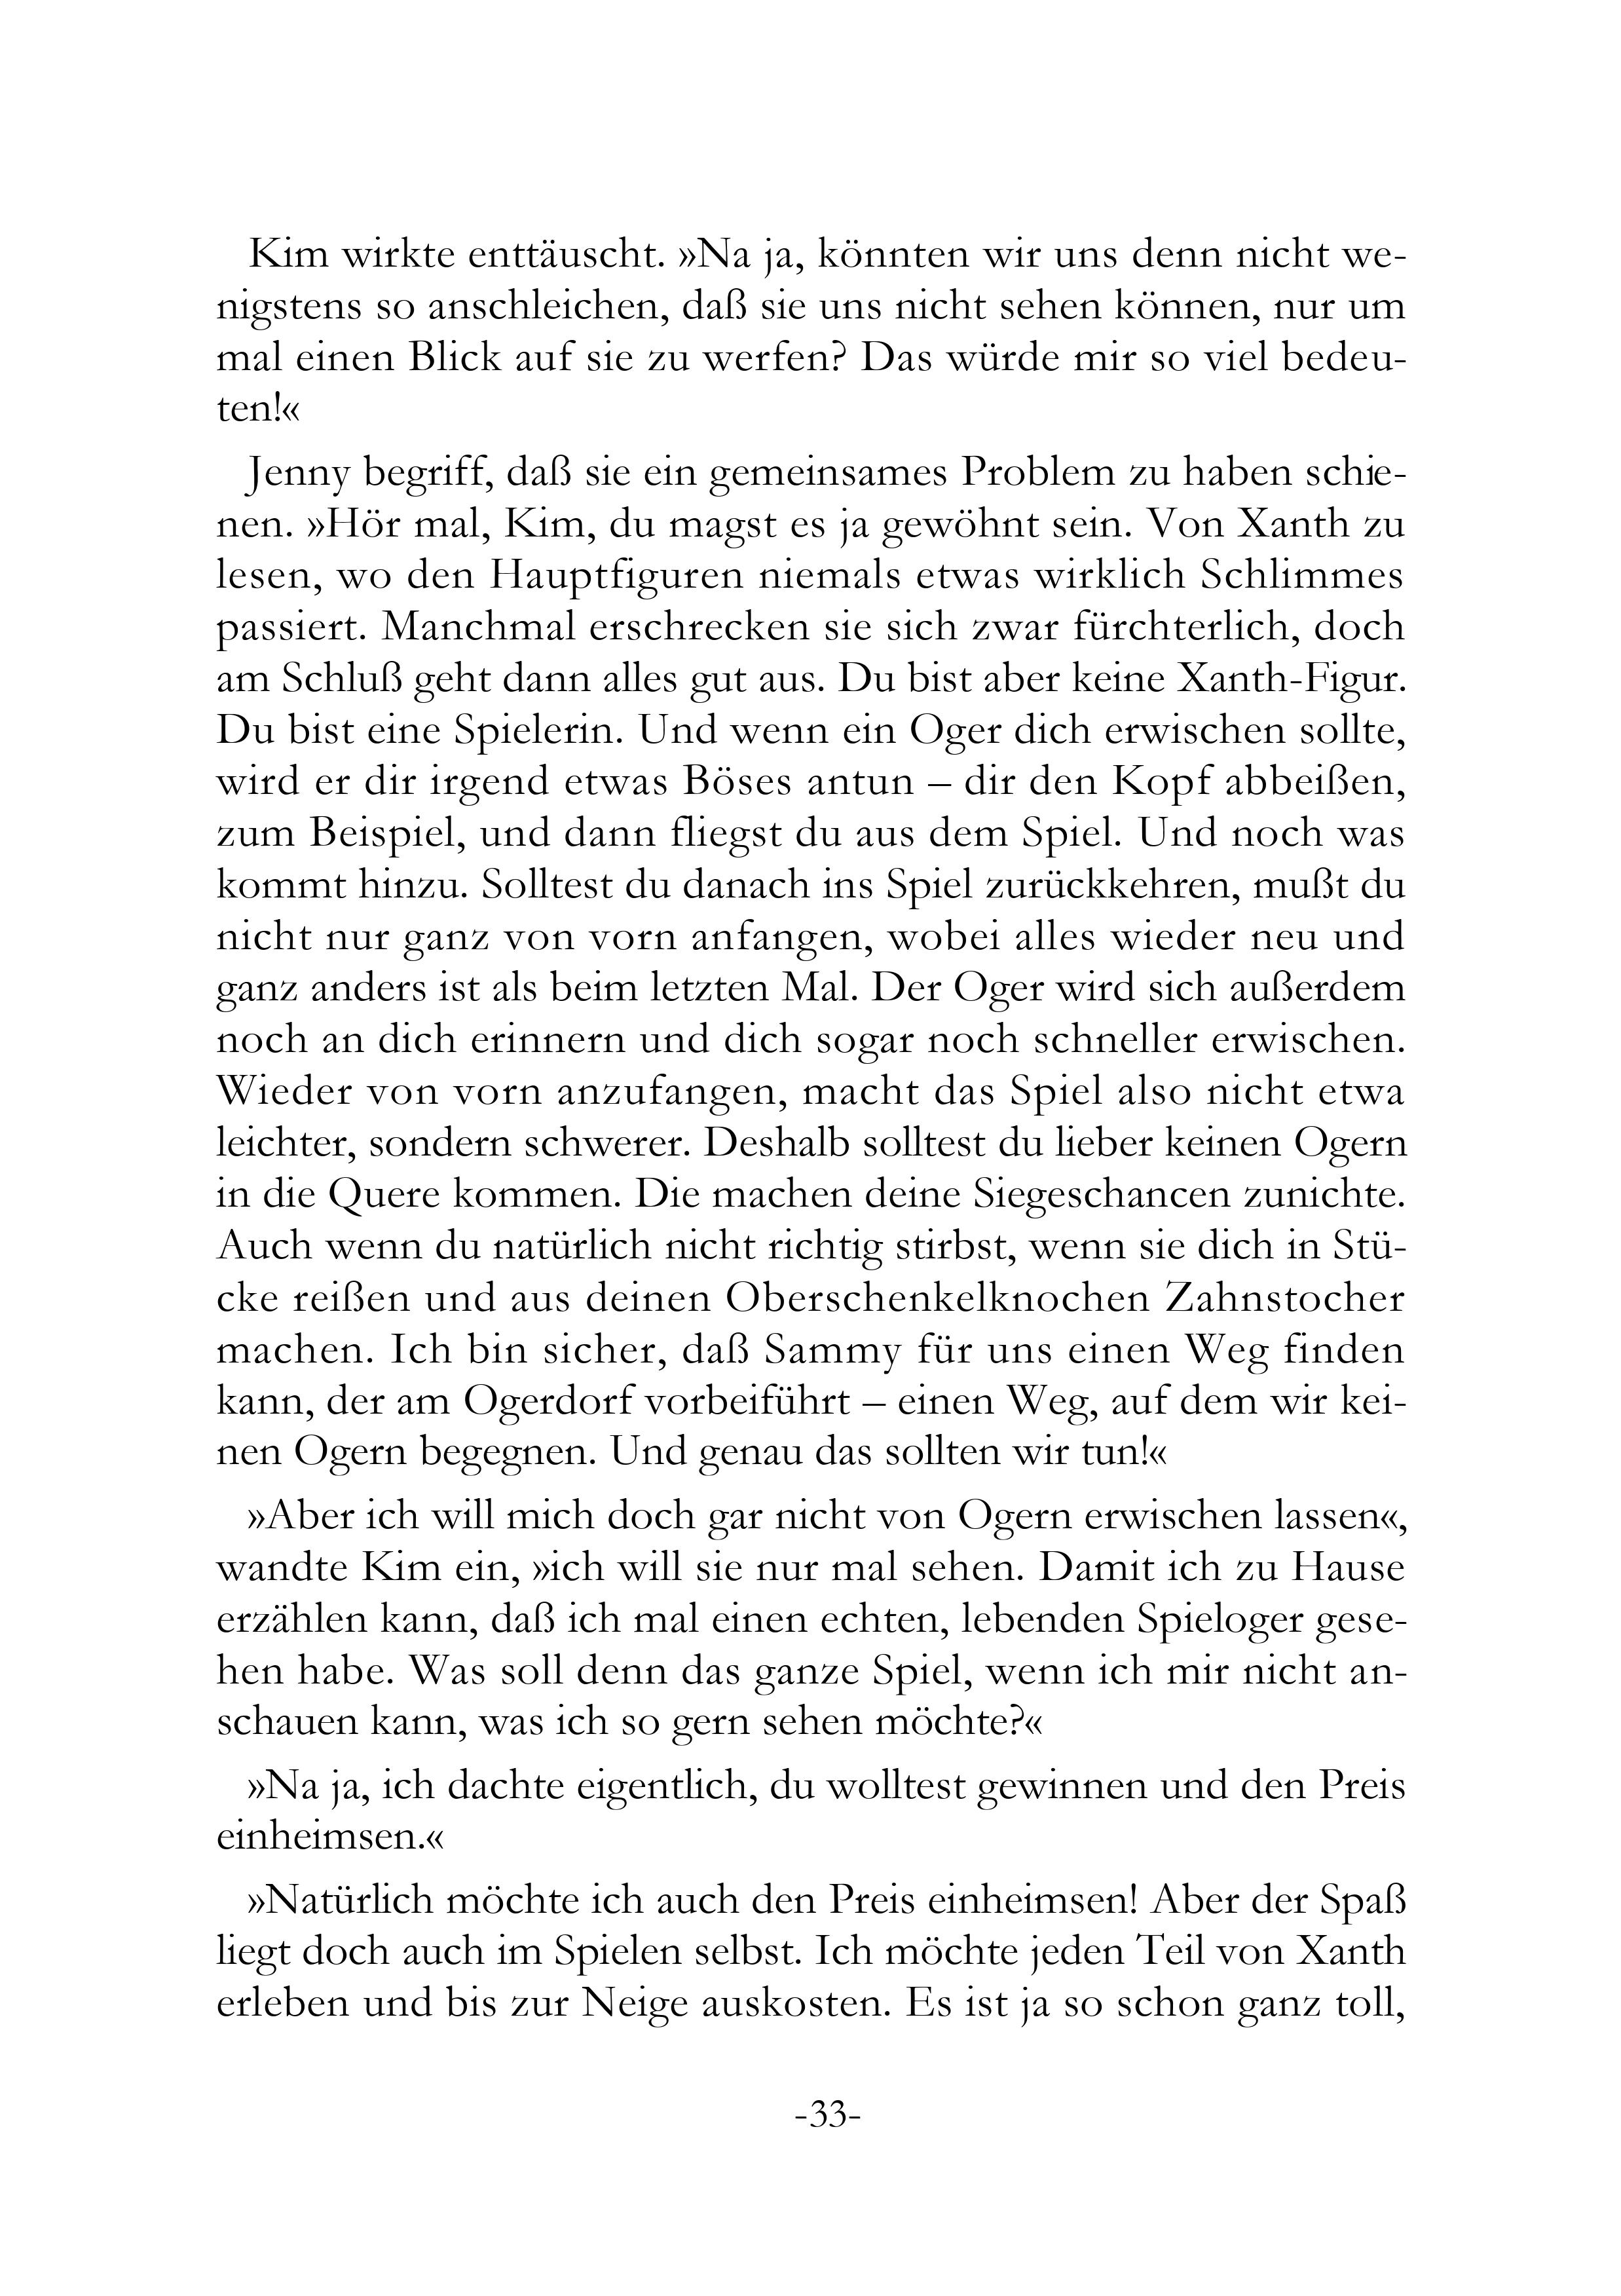 Kim wirkte enttäuscht. »Na ja, könnten wir uns denn nicht we-
nigstens so anschleichen, daß sie uns nicht sehen können, nur um
mal einen Blick auf sie zu werfen? Das würde mir so viel bedeu-
ten!«
Jenny begriff, daß sie ein gemeinsames Problem zu haben schie-
nen. »Hör mal, Kim, du magst es ja gewöhnt sein. Von Xanth zu
lesen, wo den Hauptfiguren niemals etwas wirklich Schlimmes
passiert. Manchmal erschrecken sie sich zwar fürchterlich, doch
am Schluß geht dann alles gut aus. Du bist aber keine Xanth-Figur.
Du bist eine Spielerin. Und wenn ein Oger dich erwischen sollte,
wird er dir irgend etwas Böses antun – dir den Kopf abbeißen,
zum Beispiel, und dann fliegst du aus dem Spiel. Und noch was
kommt hinzu. Solltest du danach ins Spiel zurückkehren, mußt du
nicht nur ganz von vorn anfangen, wobei alles wieder neu und
ganz anders ist als beim letzten Mal. Der Oger wird sich außerdem
noch an dich erinnern und dich sogar noch schneller erwischen.
Wieder von vorn anzufangen, macht das Spiel also nicht etwa
leichter, sondern schwerer. Deshalb solltest du lieber keinen Ogern
in die Quere kommen. Die machen deine Siegeschancen zunichte.
Auch wenn du natürlich nicht richtig stirbst, wenn sie dich in Stü-
cke reißen und aus deinen Oberschenkelknochen Zahnstocher
machen. Ich bin sicher, daß Sammy für uns einen Weg finden
kann, der am Ogerdorf vorbeiführt – einen Weg, auf dem wir kei-
nen Ogern begegnen. Und genau das sollten wir tun!«
»Aber ich will mich doch gar nicht von Ogern erwischen lassen«,
wandte Kim ein, »ich will sie nur mal sehen. Damit ich zu Hause
erzählen kann, daß ich mal einen echten, lebenden Spieloger gese-
hen habe. Was soll denn das ganze Spiel, wenn ich mir nicht an-
schauen kann, was ich so gern sehen möchte?«
»Na ja, ich dachte eigentlich, du wolltest gewinnen und den Preis
einheimsen.«
»Natürlich möchte ich auch den Preis einheimsen! Aber der Spaß
liegt doch auch im Spielen selbst. Ich möchte jeden Teil von Xanth
erleben und bis zur Neige auskosten. Es ist ja so schon ganz toll,
-33-